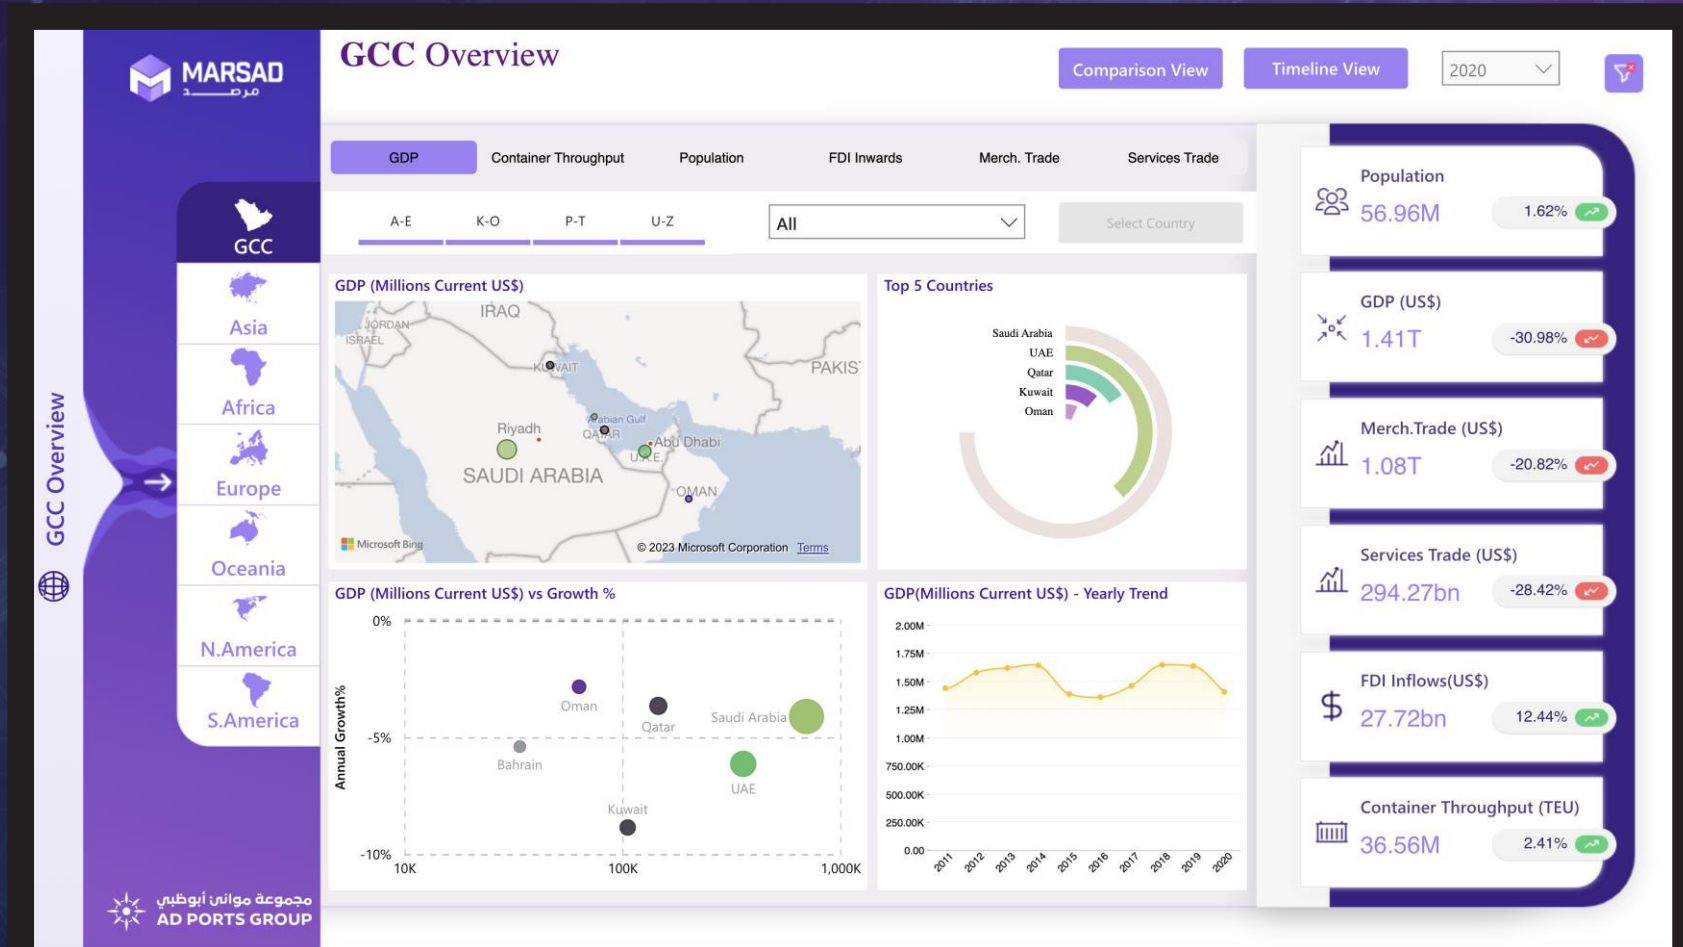 MARSAD
مرصد
GCC Overview
Comparison View
Timeline View
2020
GDP
Container Throughput
Population
FDI Inwards
Merch. Trade
Services Trade
A-E
K-O
P-T
U-Z
All
Select Country
GCC
Asia
Africa
Europe
Oceania
N.America
S.America
GCC Overview
مجموعة موانئ أبوظبي
AD PORTS GROUP
GDP (Millions Current US$)
IRAQ
JORDAN
ISRAEL
KUWAIT
PAKIS
Arabian Gulf
Riyadh
QATAR
Abu Dhabi
U.A.E.
SAUDI ARABIA
OMAN
Microsoft Bing
© 2023 Microsoft Corporation Terms
Top 5 Countries
Saudi Arabia
UAE
Qatar
Kuwait
Oman
GDP (Millions Current US$) vs Growth %
Annual Growth%
0%
-5%
-10%
10K
100K
1,000K
Oman
Qatar
Saudi Arabia
Bahrain
UAE
Kuwait
GDP(Millions Current US$) - Yearly Trend
2.00M
1.75M
1.50M
1.25M
1.00M
750.00K
500.00K
250.00K
0.00
2011
2012
2013
2014
2015
2016
2017
2018
2019
2020
Population
56.96M
1.62%
GDP (US$)
1.41T
-30.98%
Merch.Trade (US$)
1.08T
-20.82%
Services Trade (US$)
294.27bn
-28.42%
FDI Inflows(US$)
27.72bn
12.44%
Container Throughput (TEU)
36.56M
2.41%